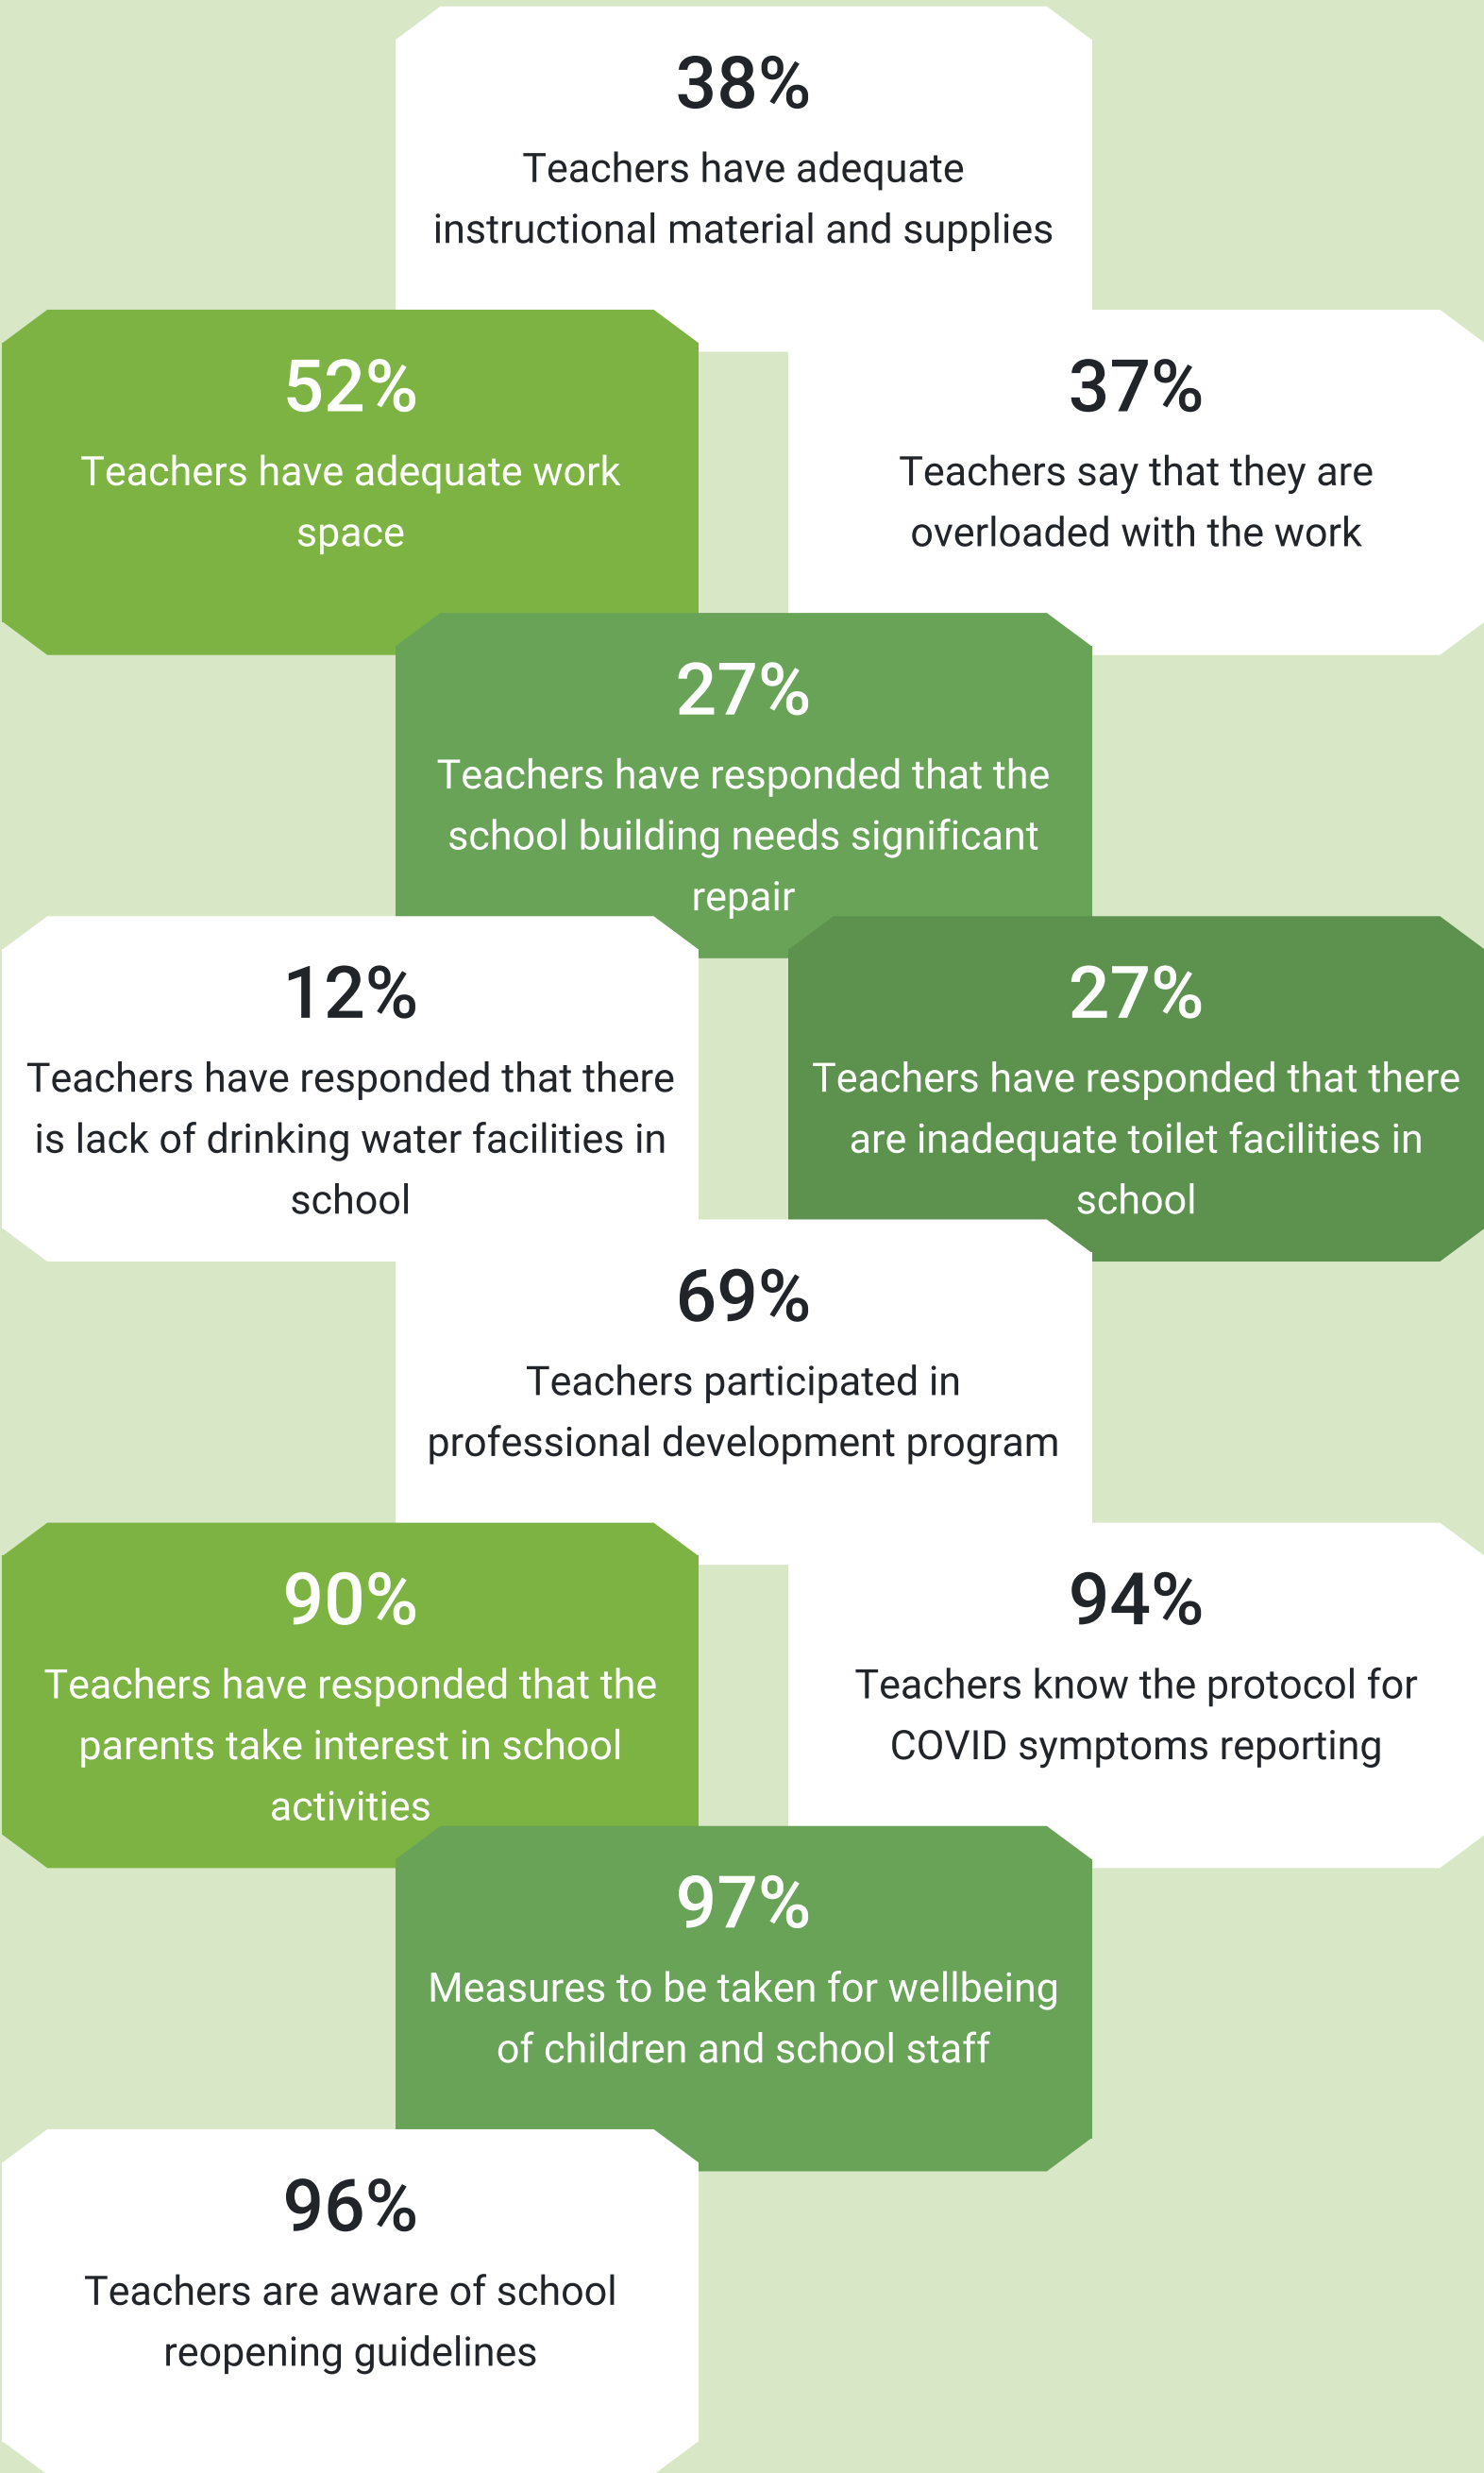 38%
Teachers have adequate
instructional material and supplies
52%
Teachers have adequate work
space
37%
Teachers say that they are
overloaded with the work
27%
Teachers have responded that the
school building needs significant
repair
12%
Teachers have responded that there
is lack of drinking water facilities in
school
27%
Teachers have responded that there
are inadequate toilet facilities in
school
69%
Teachers participated in
professional development program
90%
Teachers have responded that the
parents take interest in school
activities
94%
Teachers know the protocol for
COVID symptoms reporting
97%
Measures to be taken for wellbeing
of children and school staff
96%
Teachers are aware of school
reopening guidelines